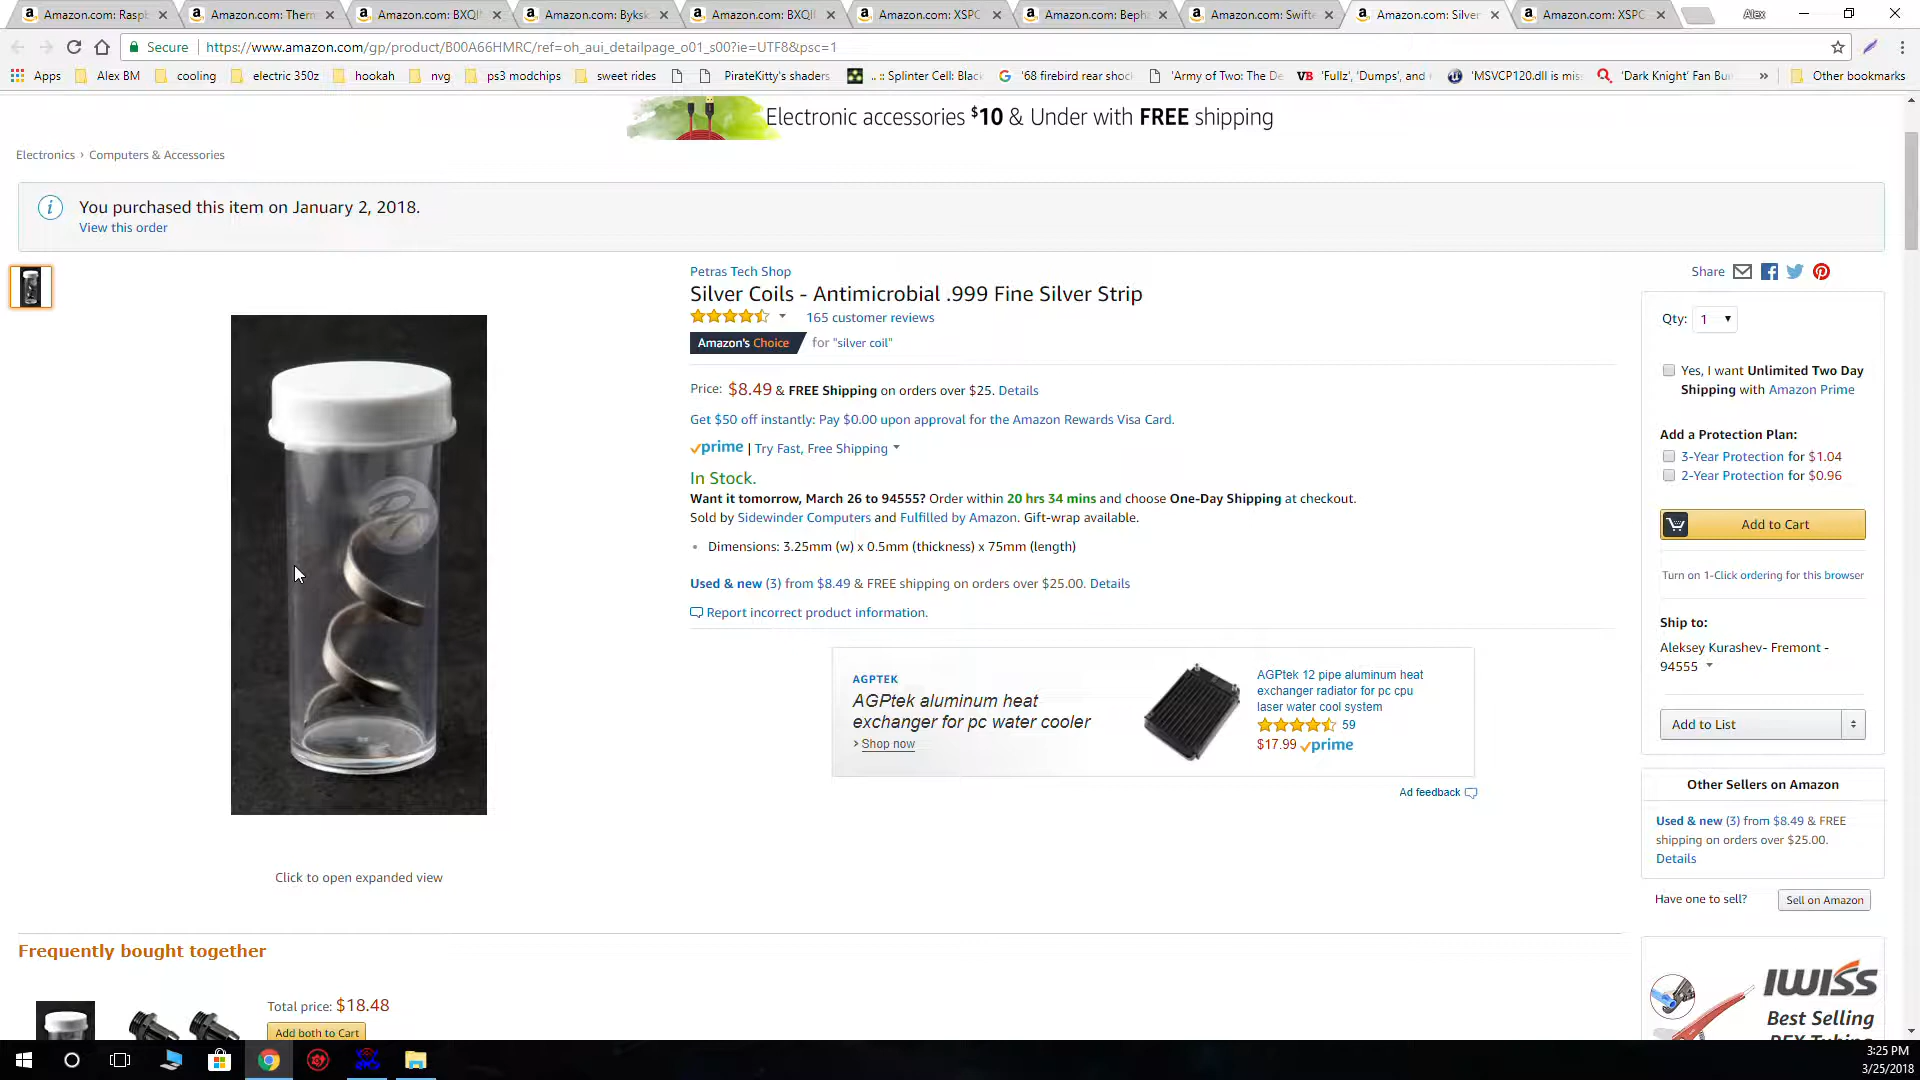 Amazon.com: Rasp
Amazon.com: Therm
Amazon.com: BXQI
Amazon.com: Byksk
Amazon.com: BXQI
Amazon.com: XSPC
Amazon.com: Beph
Amazon.com: Swifte
Amazon.com: Silver
Amazon.com: XSPC
Alex
Secure
https://www.amazon.com/gp/product/B00A66HMRC/ref=oh_aui_detailpage_o01_s00?ie=UTF8&psc=1
Apps
Alex BM
cooling
electric 350z
hookah
nvg
ps3 modchips
sweet rides
PirateKitty's shaders
.. :: Splinter Cell: Black
'68 firebird rear shock
'Army of Two: The De
'Fullz', 'Dumps', and
'MSVCP120.dll is mis
'Dark Knight' Fan Bu
»
Other bookmarks
Electronic accessories $10 & Under with FREE shipping
Electronics › Computers & Accessories
You purchased this item on January 2, 2018.
View this order
Petras Tech Shop
Silver Coils - Antimicrobial .999 Fine Silver Strip
165 customer reviews
Amazon's Choice for "silver coil"
Price: $8.49 & FREE Shipping on orders over $25. Details
Get $50 off instantly: Pay $0.00 upon approval for the Amazon Rewards Visa Card.
prime | Try Fast, Free Shipping
In Stock.
Want it tomorrow, March 26 to 94555? Order within 20 hrs 34 mins and choose One-Day Shipping at checkout.
Sold by Sidewinder Computers and Fulfilled by Amazon. Gift-wrap available.
• Dimensions: 3.25mm (w) x 0.5mm (thickness) x 75mm (length)
Used & new (3) from $8.49 & FREE shipping on orders over $25.00. Details
Report incorrect product information.
AGPTEK
AGPtek aluminum heat
exchanger for pc water cooler
› Shop now
AGPtek 12 pipe aluminum heat
exchanger radiator for pc cpu
laser water cool system
59
$17.99 prime
Ad feedback
Click to open expanded view
Share
Qty: 1
Yes, I want Unlimited Two Day
Shipping with Amazon Prime
Add a Protection Plan:
3-Year Protection for $1.04
2-Year Protection for $0.96
Add to Cart
Turn on 1-Click ordering for this browser
Ship to:
Aleksey Kurashev- Fremont -
94555
Add to List
Other Sellers on Amazon
Used & new (3) from $8.49 & FREE
shipping on orders over $25.00.
Details
Have one to sell?
Sell on Amazon
IWISS
Best Selling
Frequently bought together
Total price: $18.48
Add both to Cart
3:25 PM
3/25/2018